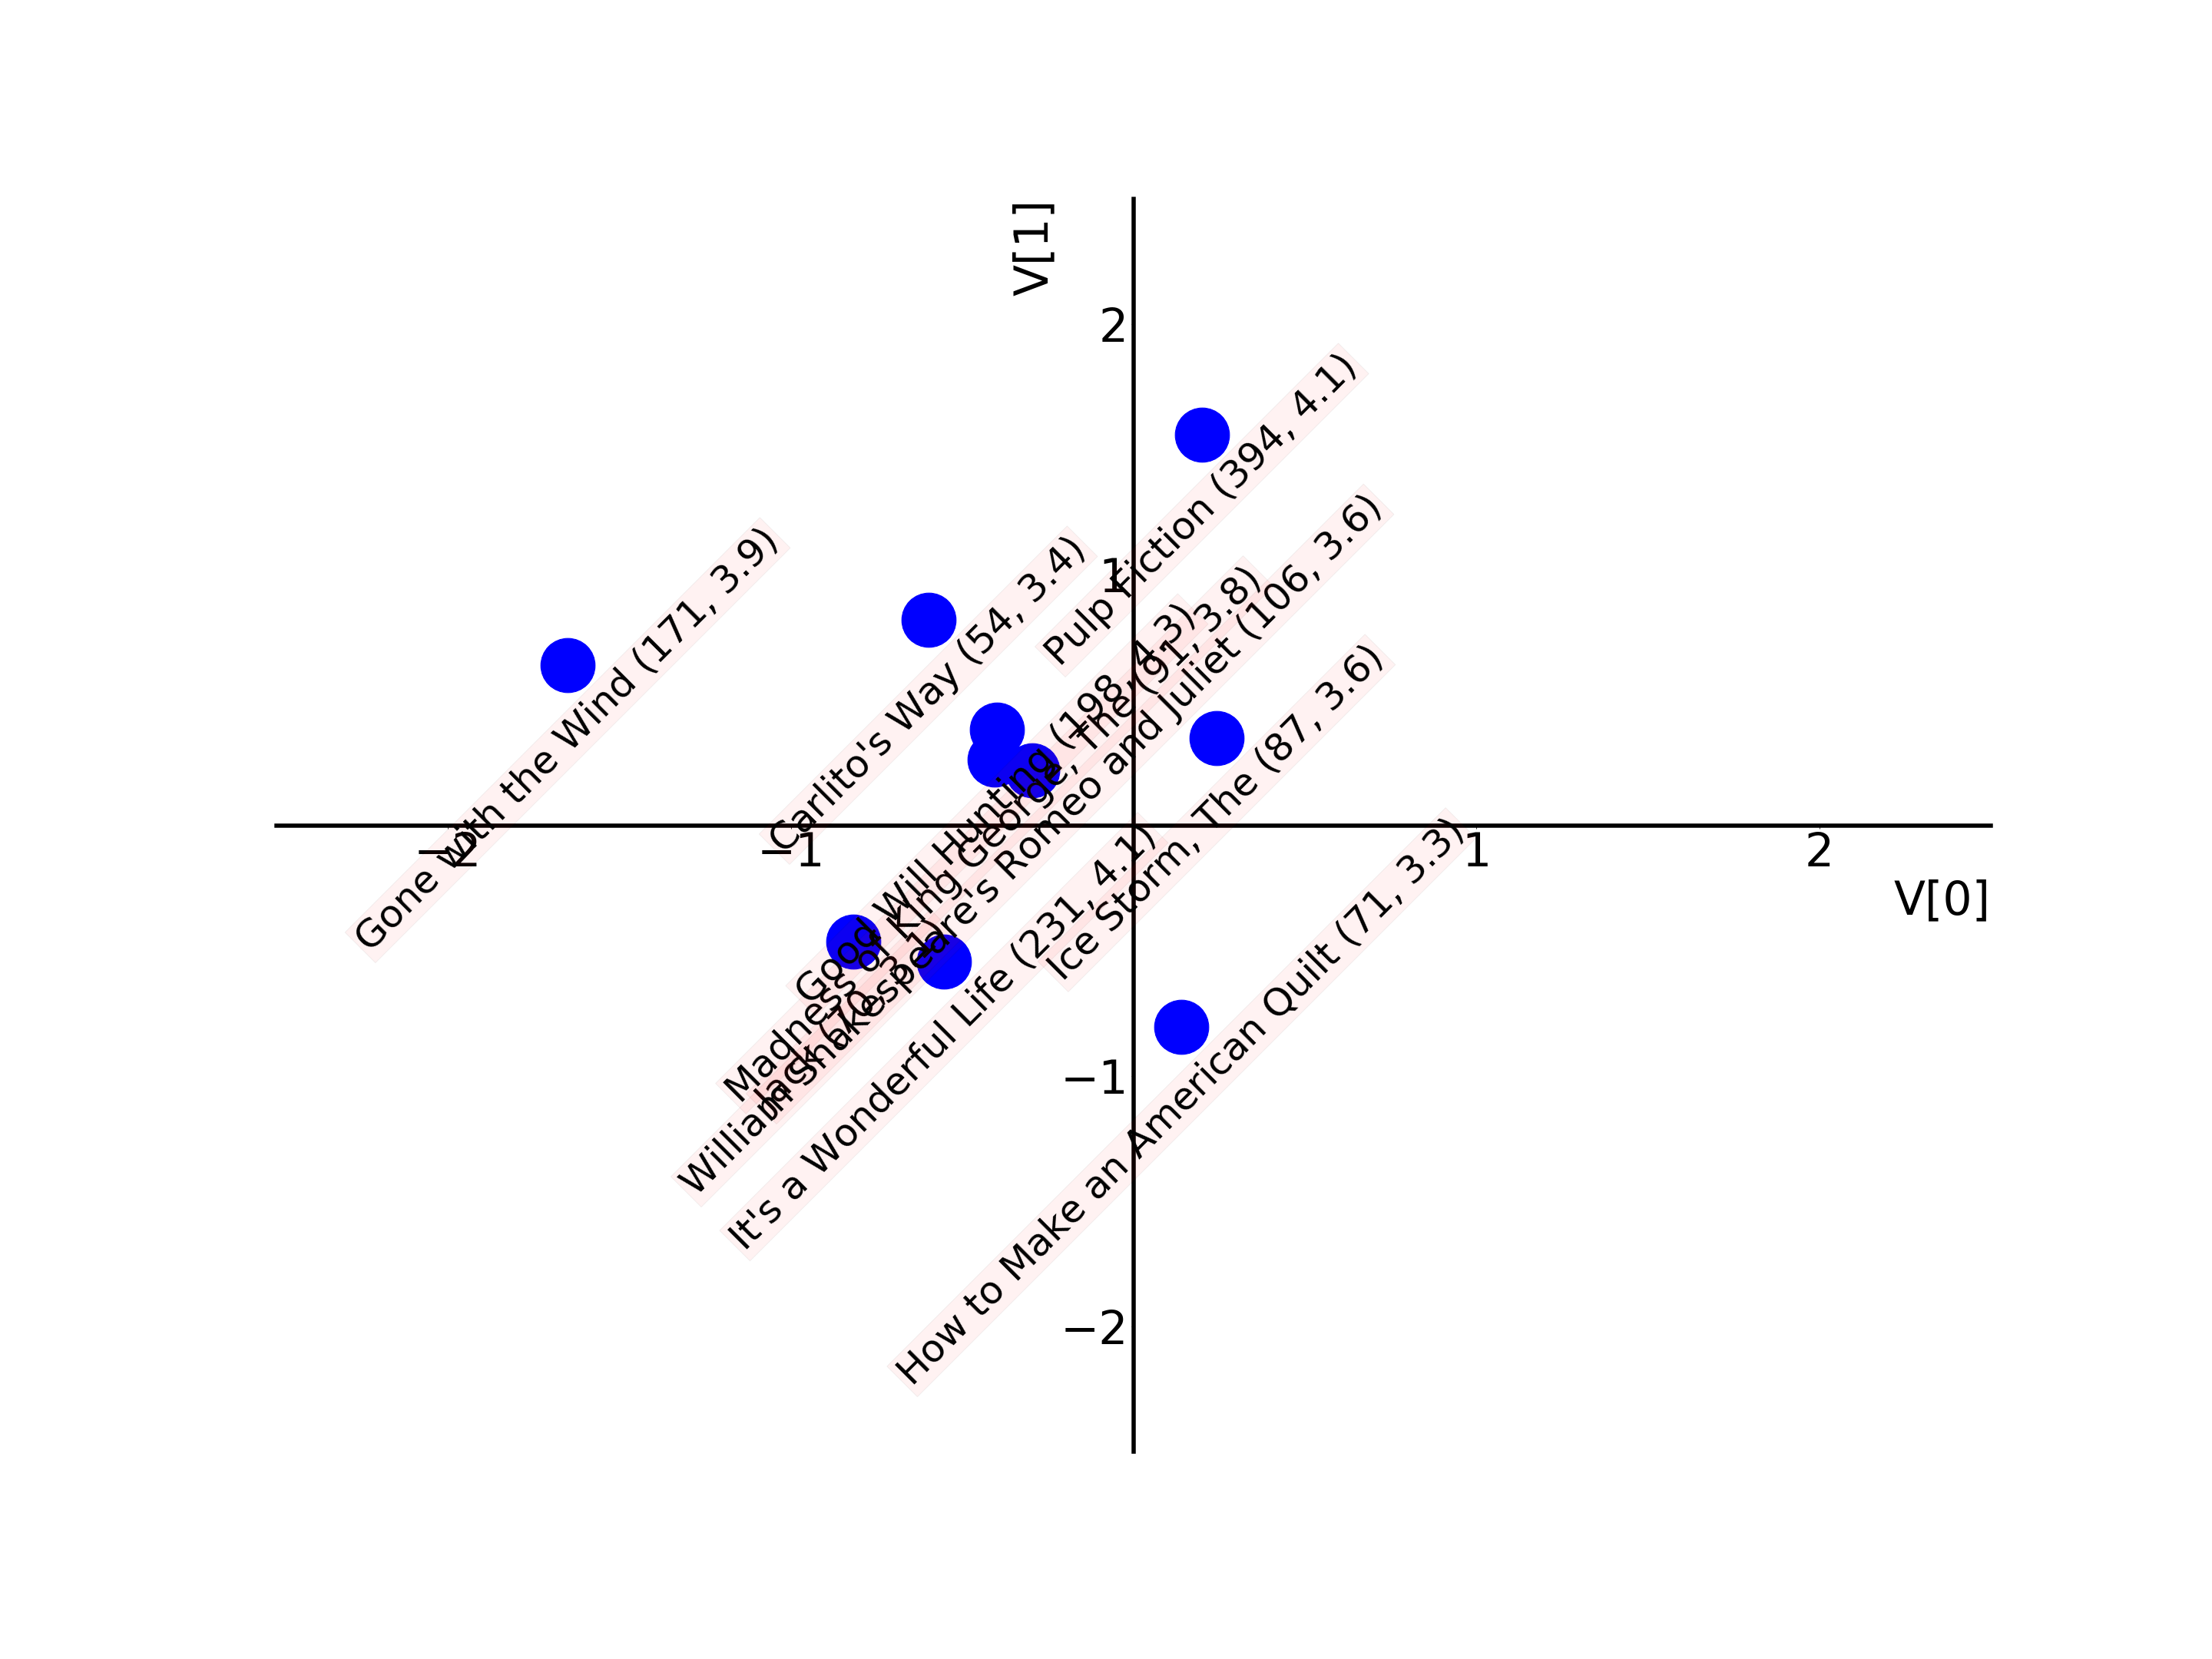 V[1]
2
Pulp Fiction (394, 4.1)
Gone with the Wind (171, 3.9)
Carlito's Way (54, 3.4)
1
Good Will Hunting (198, 4.3)
Madness of King George, The (91, 3.8)
William Shakespeare's Romeo and Juliet (106, 3.6)
Ice Storm, The (87, 3.6)
−2
−1
1
2
V[0]
It's a Wonderful Life (231, 4.1)
How to Make an American Quilt (71, 3.3)
−1
−2